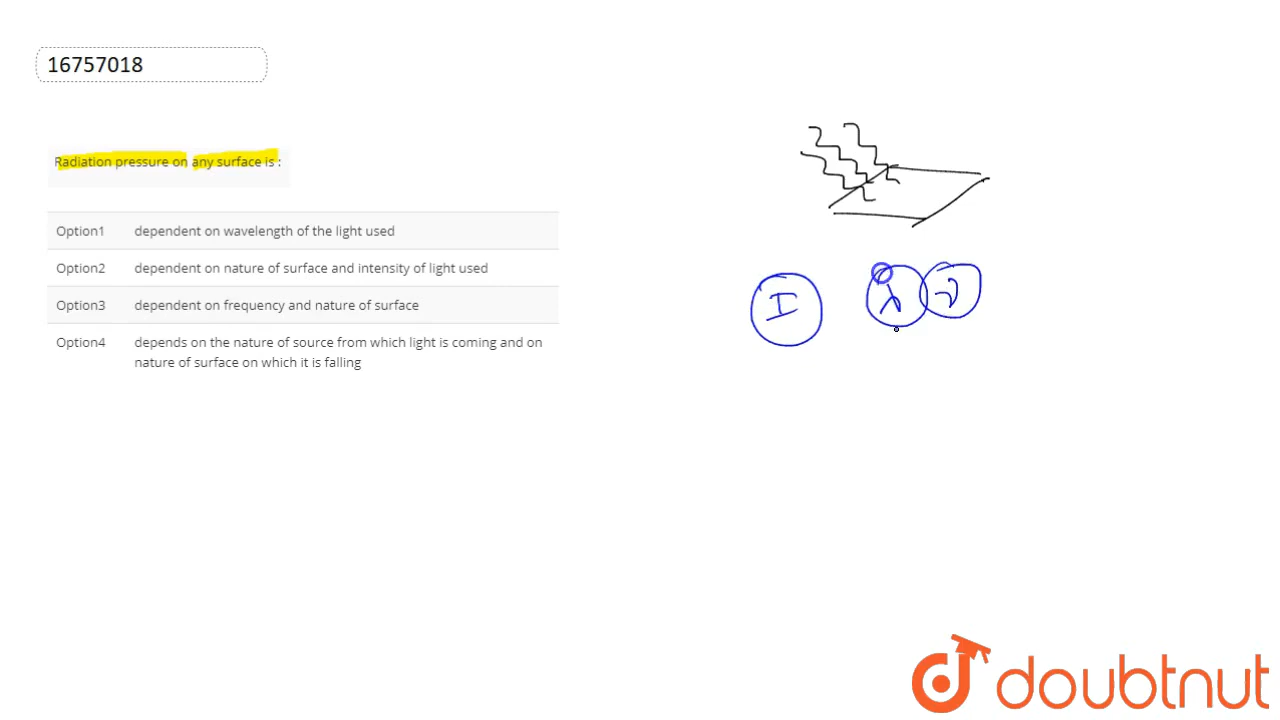 16757018
Radiation pressure on any surface is :
Option1 dependent on wavelength of the light used
Option2 dependent on nature of surface and intensity of light used
Option3 dependent on frequency and nature of surface
Option4 depends on the nature of source from which light is coming and on
nature of surface on which it is falling
I λ ν
doubtnut